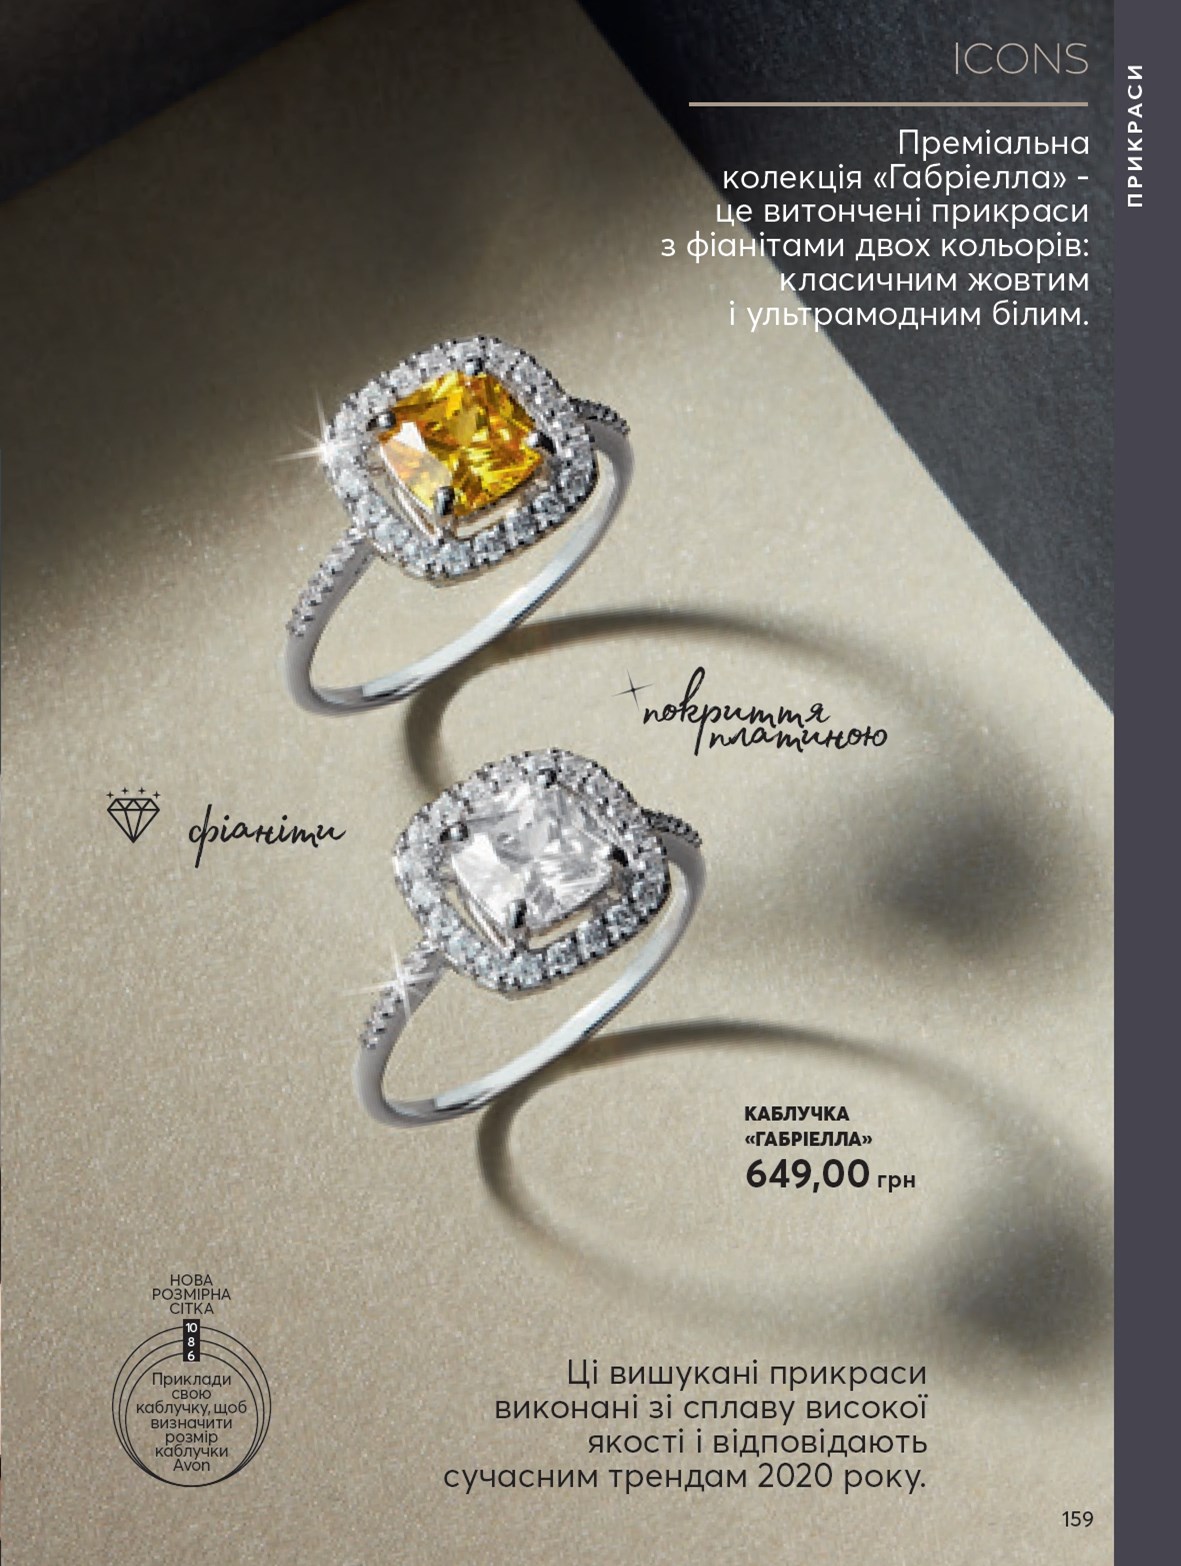 ICONS
ПРИКРАСИ
Преміальна
колекція «Габріелла» -
це витончені прикраси
з фіанітами двох кольорів:
класичним жовтим
і ультрамодним білим.
покриття
платиною
фіаніти
КАБЛУЧКА
«ГАБРІЕЛЛА»
649,00 грн
НОВА
РОЗМІРНА
СІТКА
10
8
6
Приклади
свою
каблучку, щоб
визначити
розмір
каблучки
Avon
Ці вишукані прикраси
виконані зі сплаву високої
якості і відповідають
сучасним трендам 2020 року.
159